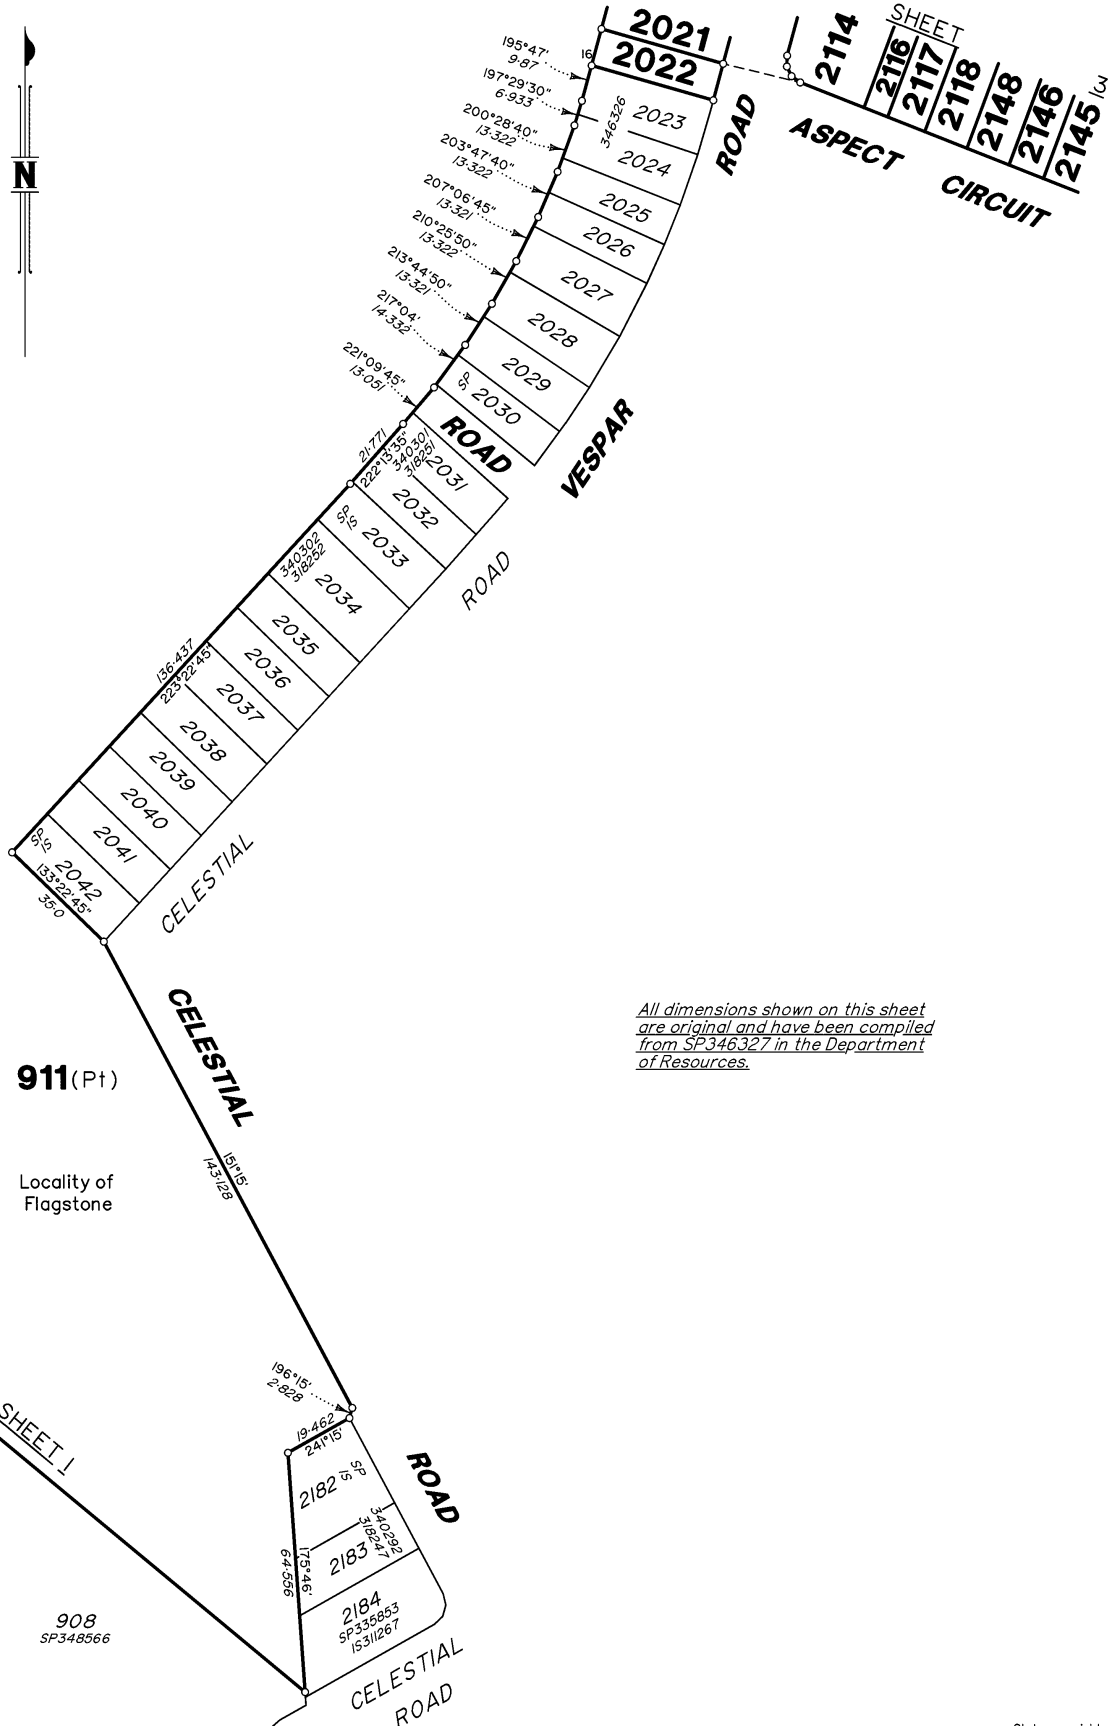 N
2021
2022
16
2114
SHEET
2116
2117
2118
2148
2146
2145
ROAD
ASPECT
CIRCUIT
195°47'
9·87
197°29'30"
6·933
200°28'40"
13·322
203°47'40"
13·322
207°06'45"
13·321
210°25'50"
13·322
213°44'50"
13·321
217°04'
14·332
221°09'45"
13·051
346326
2023
2024
2025
2026
2027
2028
2029
SP
2030
ROAD
VESPAR
21·771
222°13'35"
340301
318251
2031
2032
SP
IS
2033
340302
318252
2034
ROAD
2035
2036
136·437
223°22'45"
2037
2038
2039
2040
2041
SP
IS
2042
133°22'45"
35·0
CELESTIAL
CELESTIAL
All dimensions shown on this sheet
are original and have been compiled
from SP346327 in the Department
of Resources.
911(Pt)
Locality of
Flagstone
151°15'
143·128
196°15'
2·828
19·462
241°15'
SHEET 1
ROAD
2182
SP
IS
340292
318247
2183
175°46'
64·556
2184
SP335853
IS311267
908
SP348566
CELESTIAL
ROAD